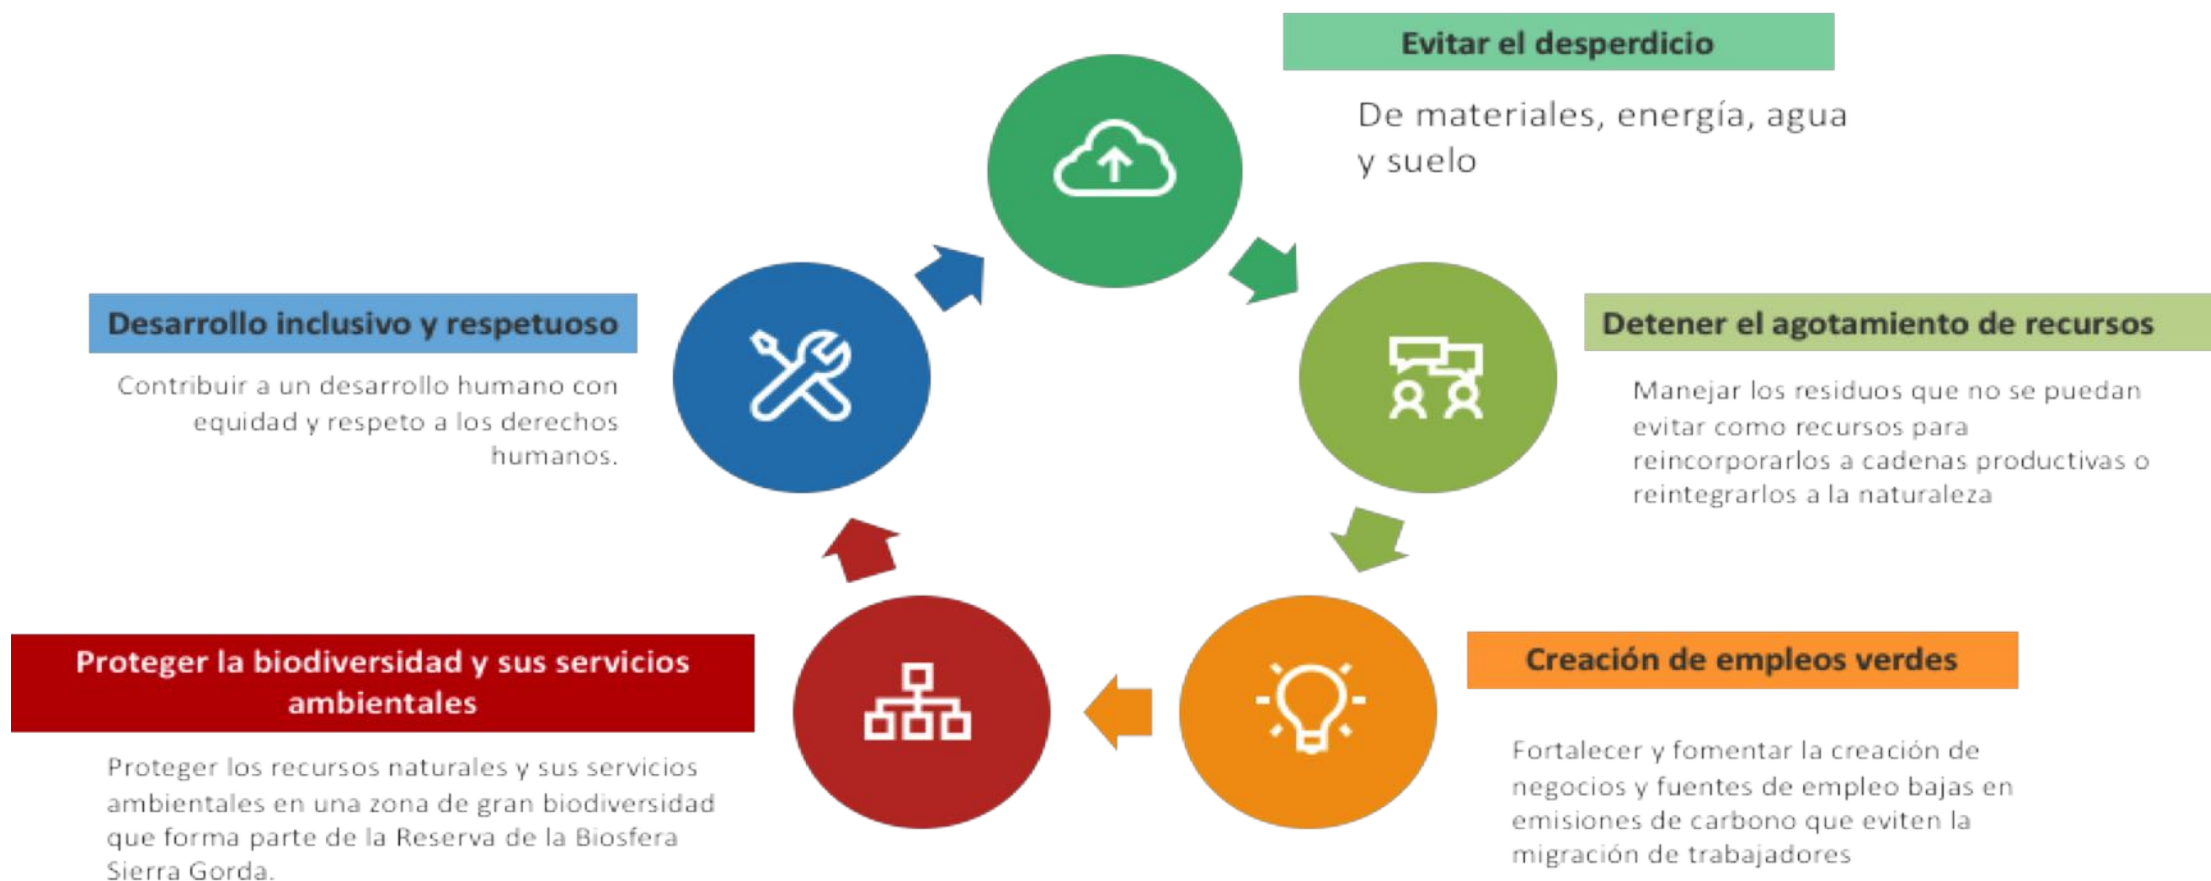 Evitar el desperdicio
De materiales, energía, agua
y suelo
Detener el agotamiento de recursos
Manejar los residuos que no se puedan
evitar como recursos para
reincorporarlos a cadenas productivas o
reintegrarlos a la naturaleza
Creación de empleos verdes
Fortalecer y fomentar la creación de
negocios y fuentes de empleo bajas en
emisiones de carbono que eviten la
migración de trabajadores
Proteger la biodiversidad y sus servicios
ambientales
Proteger los recursos naturales y sus servicios
ambientales en una zona de gran biodiversidad
que forma parte de la Reserva de la Biosfera
Sierra Gorda.
Desarrollo inclusivo y respetuoso
Contribuir a un desarrollo humano con
equidad y respeto a los derechos
humanos.